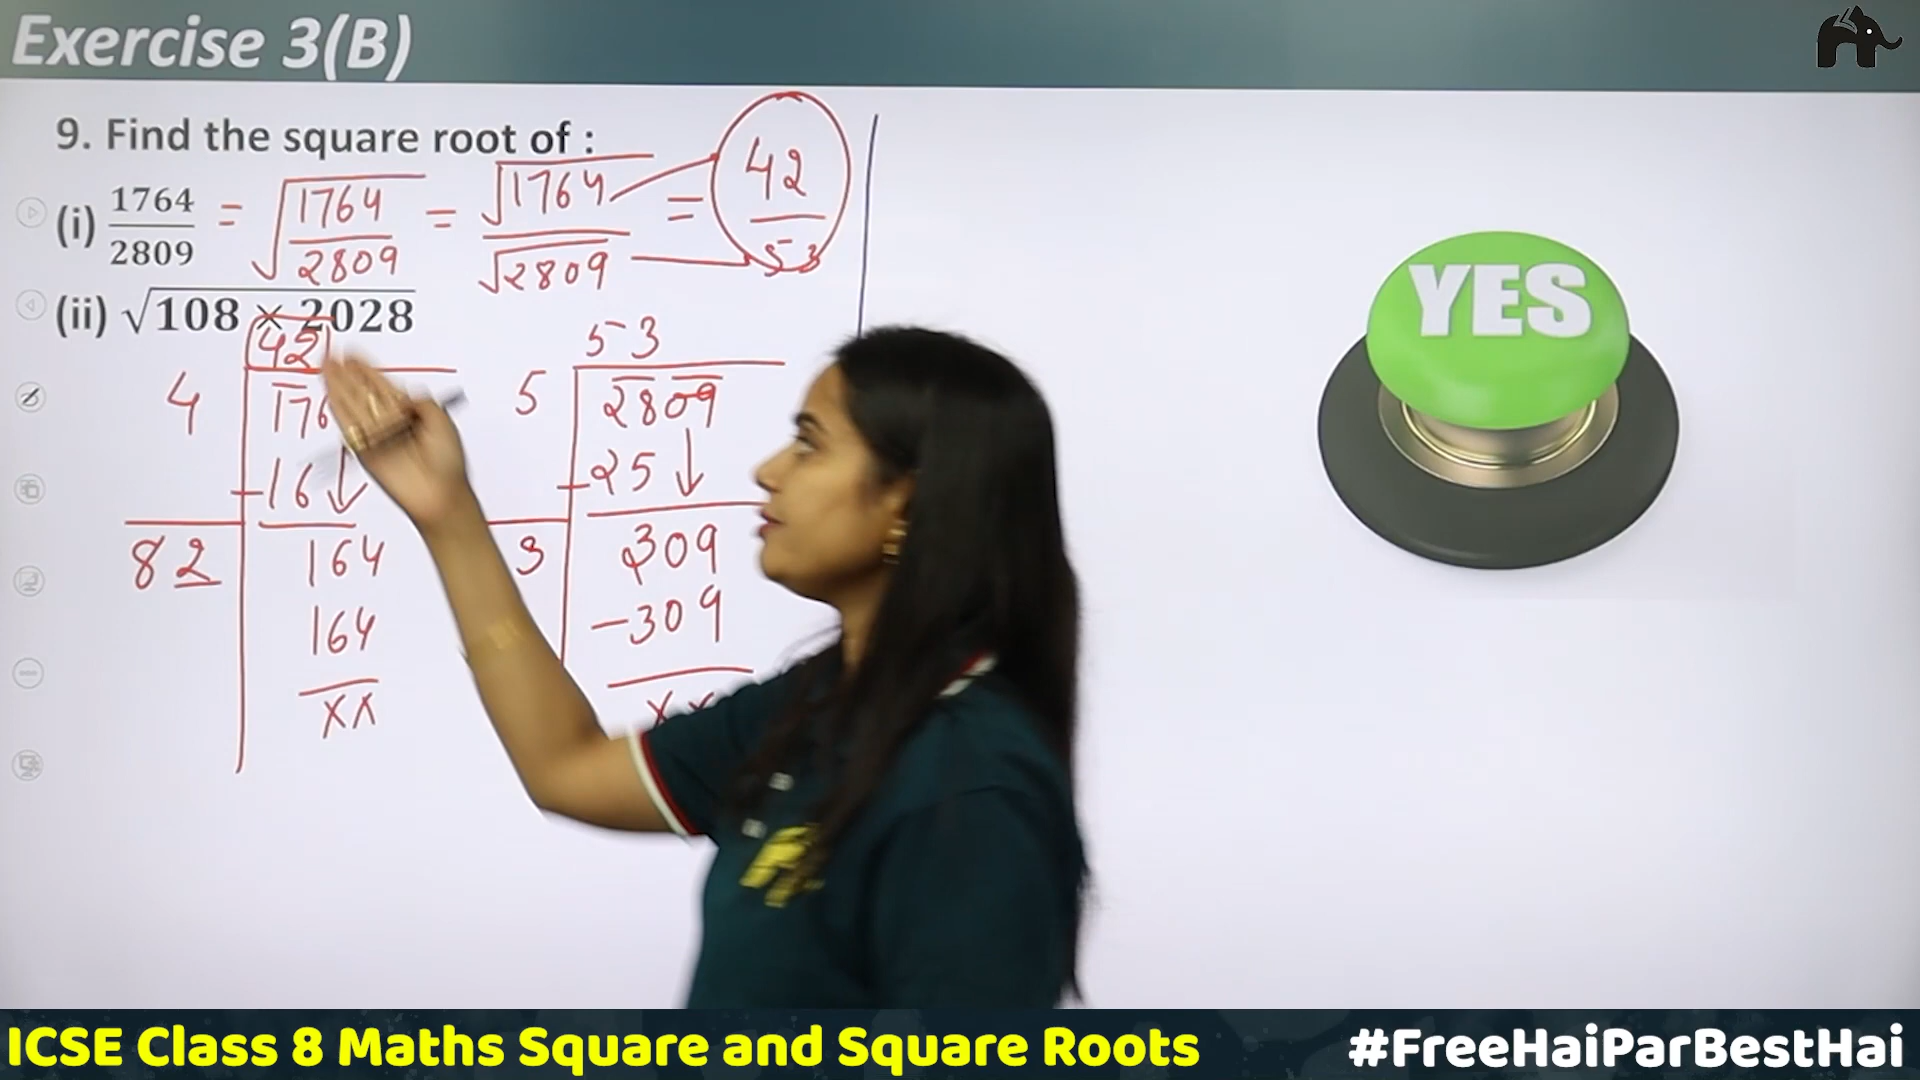 Exercise 3(B)
9. Find the square root of :
(i) 1764/2809 = √(1764/2809) = √1764/√2809 = 42/53
(ii) √108 × 2028
42
4 176
-16
82 164
164
xx
53
5 2809
-25
3 309
-309
x x
YES
ICSE Class 8 Maths Square and Square Roots
#FreeHaiParBestHai